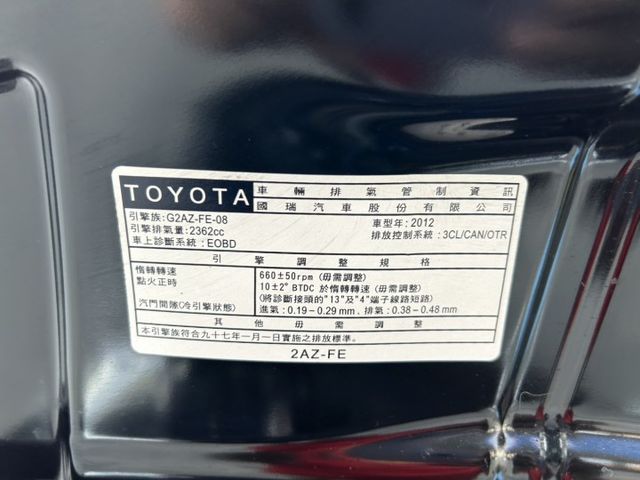 TOYOTA 車輛排氣管制資訊
國瑞汽車股份有限公司
引擎族:G2AZ-FE-08 車型年:2012
引擎排氣量:2362cc 排放控制系統:3CL/CAN/OTR
車上診斷系統:EOBD
引擎調整規格
惰轉轉速 660±50rpm (毋需調整)
點火正時 10±2° BTDC 於惰轉轉速 (毋需調整)
(將診斷接頭的"13"及"4"端子線路短路)
汽門間隙(冷引擎狀態) 進氣:0.19-0.29 mm. 排氣:0.38-0.48 mm
其他毋需調整
本引擎族符合九十七年一月一日實施之排放標準。
2AZ-FE